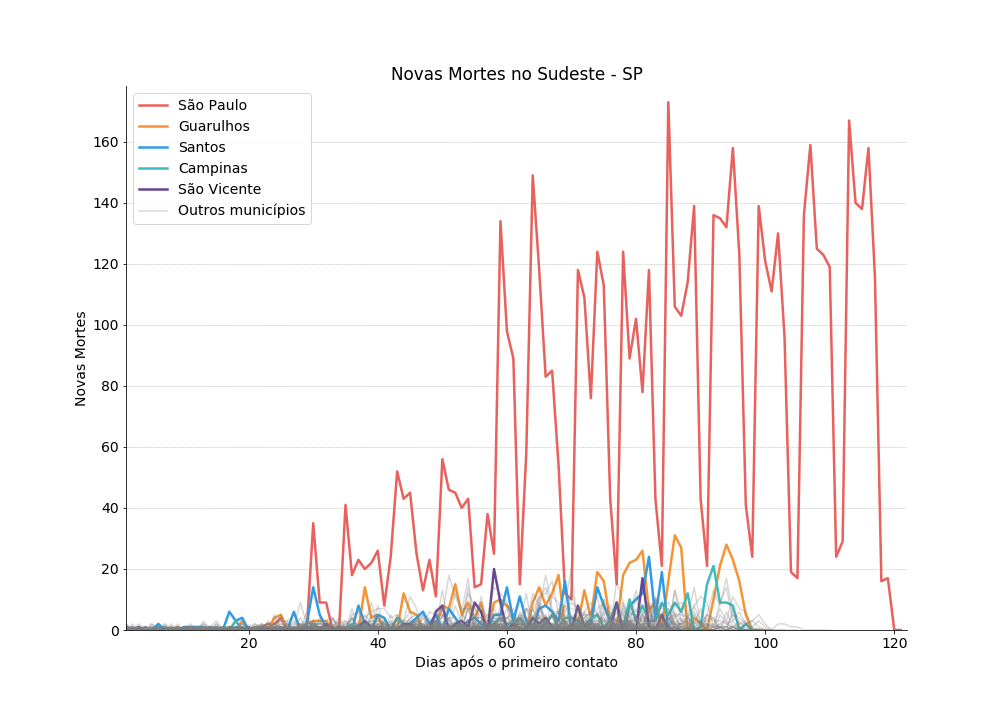 Novas Mortes no Sudeste - SP
São Paulo
Guarulhos
Santos
Campinas
São Vicente
Outros municípios
Novas Mortes
160
140
120
100
80
60
40
20
0
20
40
60
80
100
120
Dias após o primeiro contato